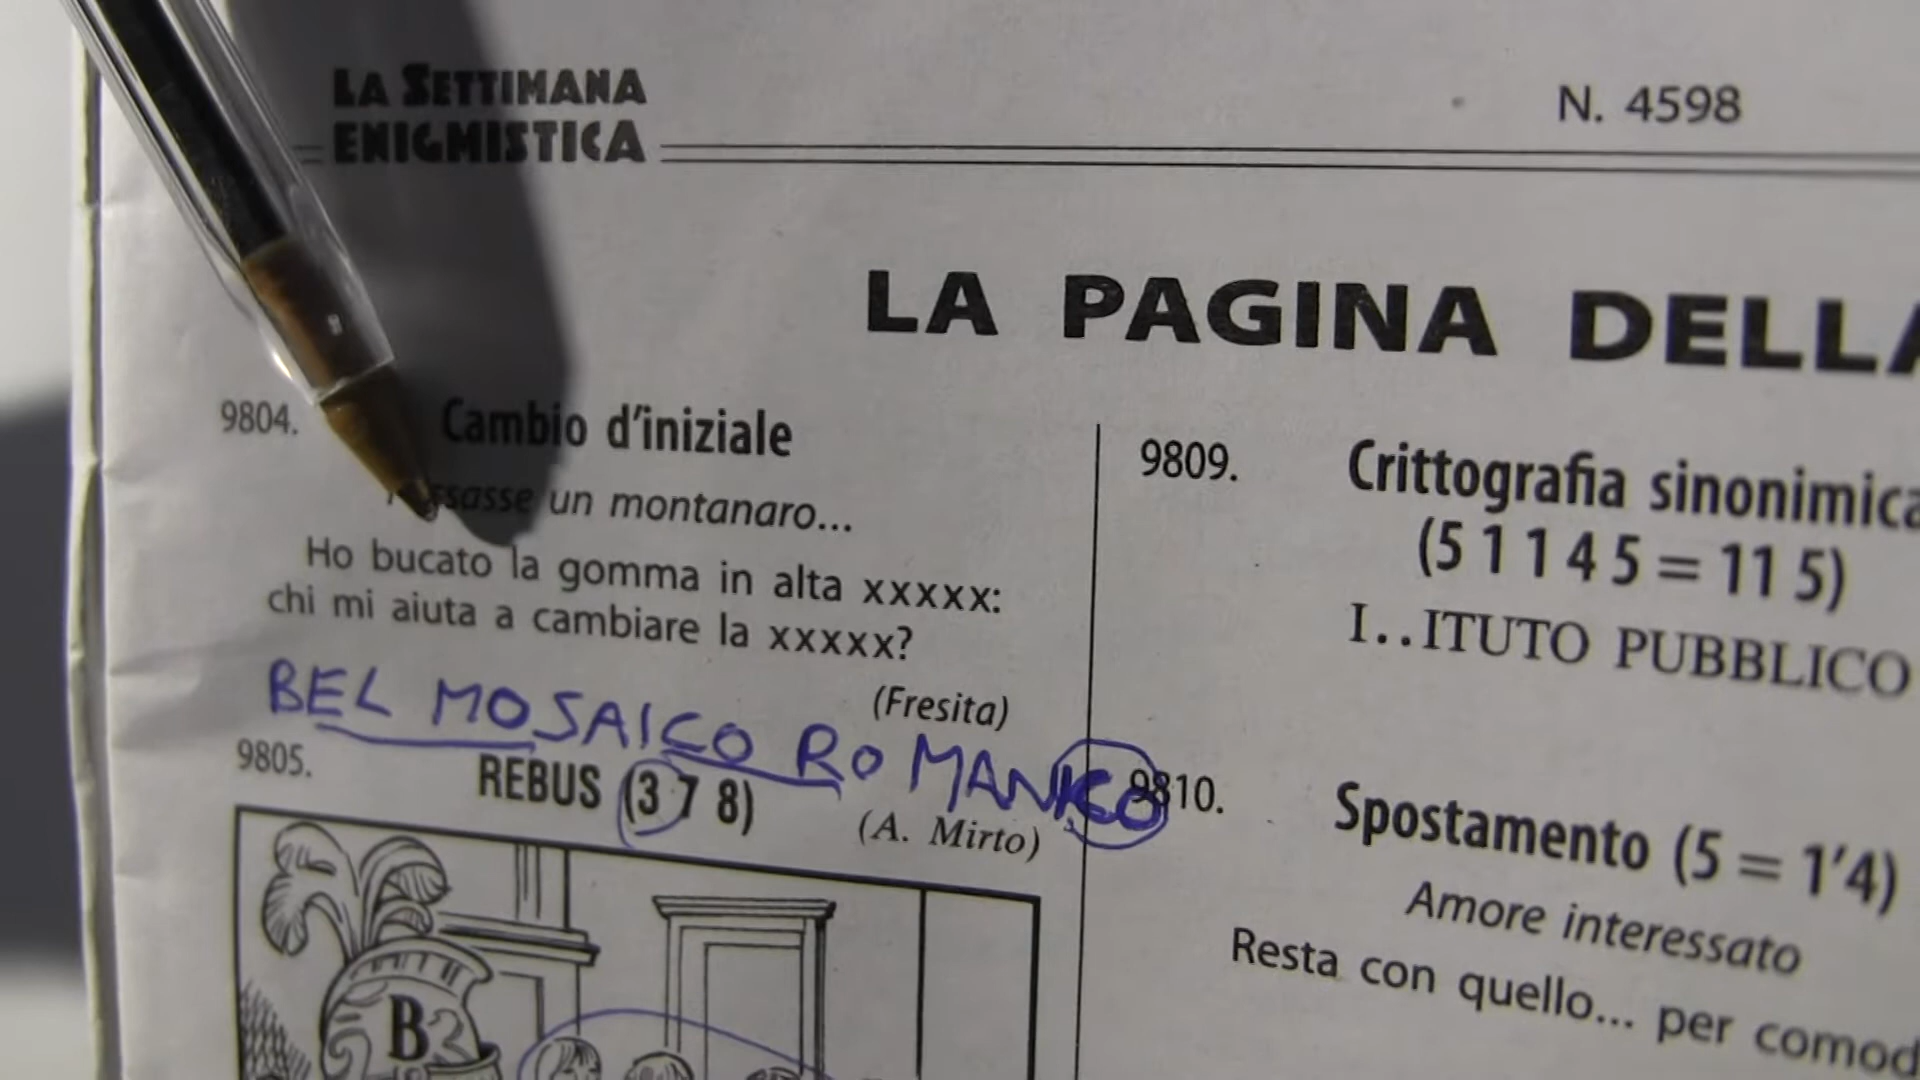 LA SETTIMANA
ENIGMISTICA
N. 4598
LA PAGINA DELLA
9804. Cambio d'iniziale
un montanaro...
Ho bucato la gomma in alta xxxxx:
chi mi aiuta a cambiare la xxxxx?
(Fresita)
BEL MOSAICO ROMANICO
9805. REBUS (3 7 8)
(A. Mirto)
B
9809. Crittografia sinonimica
(5 1 1 4 5 = 11 5)
I..ITUTO PUBBLICO
9810. Spostamento (5 = 1'4)
Amore interessato
Resta con quello... per comod